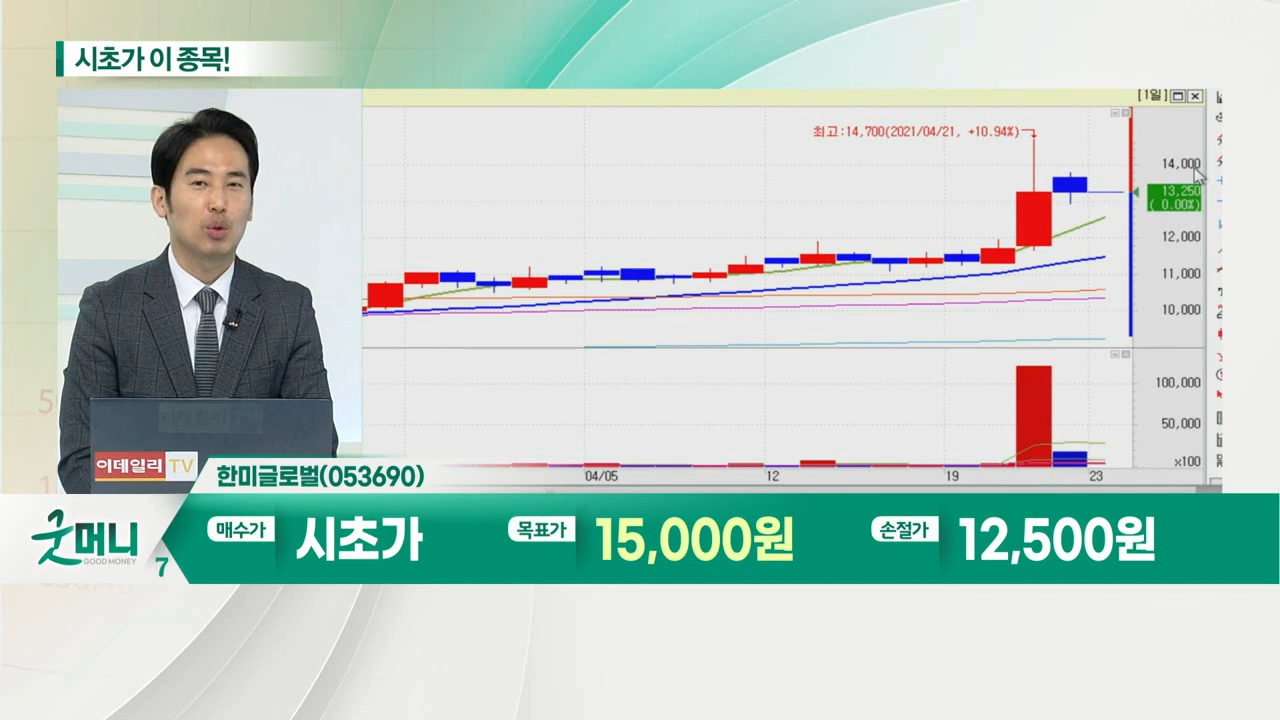 시초가 이 종목!
[1일]
최고:14,700(2021/04/21, +10.94%)
14,000
13,250
( 0.00%)
12,000
11,000
10,000
100,000
50,000
x100
04/05 12 19 23
이데일리 TV
한미글로벌(053690)
굿머니
GOOD MONEY
7
매수가 시초가 목표가 15,000원 손절가 12,500원